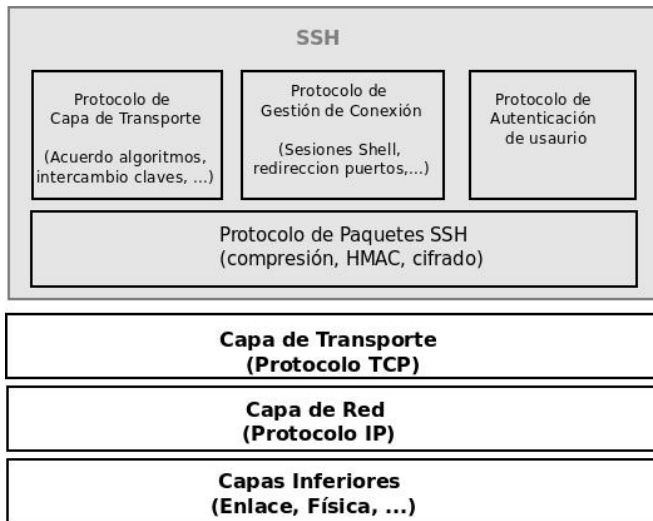 SSH
Protocolo de
Capa de Transporte
(Acuerdo algoritmos,
intercambio claves, ...)
Protocolo de
Gestión de Conexión
(Sesiones Shell,
redireccion puertos,...)
Protocolo de
Autenticación
de usaurio
Protocolo de Paquetes SSH
(compresión, HMAC, cifrado)
Capa de Transporte
(Protocolo TCP)
Capa de Red
(Protocolo IP)
Capas Inferiores
(Enlace, Física, ...)